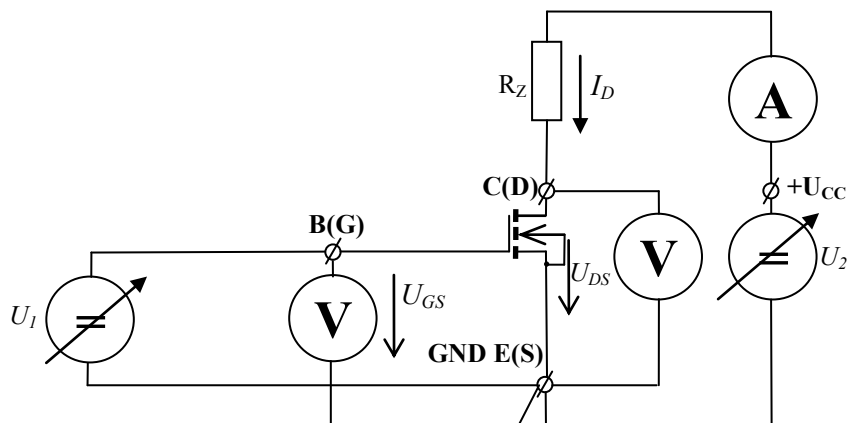 R_Z
I_D
A
C(D)
+U_CC
B(G)
U_DS
V
=
U_2
U_1
=
V
U_GS
GND E(S)